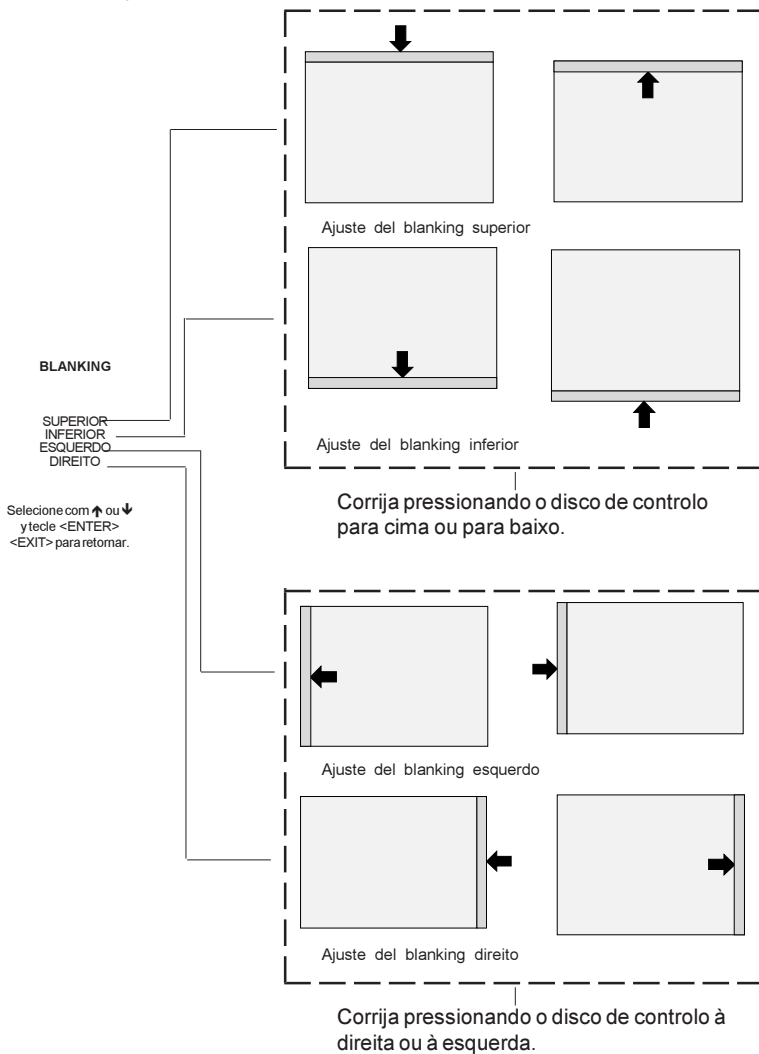 Ajuste del blanking superior
BLANKING
SUPERIOR
INFERIOR
ESQUERDO
DIREITO
Selecione com ↑ ou ↓
y tecle <ENTER>
<EXIT> para retornar.
Ajuste del blanking inferior
Corrija pressionando o disco de controlo
para cima ou para baixo.
Ajuste del blanking esquerdo
Ajuste del blanking direito
Corrija pressionando o disco de controlo à
direita ou à esquerda.